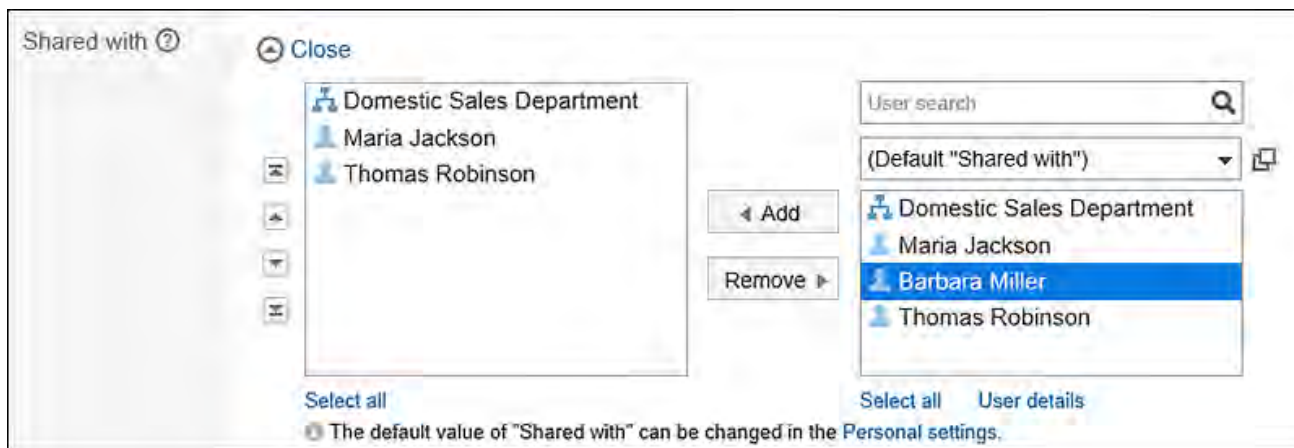 Shared with
Close
Domestic Sales Department
Maria Jackson
Thomas Robinson
Add
Remove
User search
(Default "Shared with")
Domestic Sales Department
Maria Jackson
Barbara Miller
Thomas Robinson
Select all
Select all User details
The default value of "Shared with" can be changed in the Personal settings.